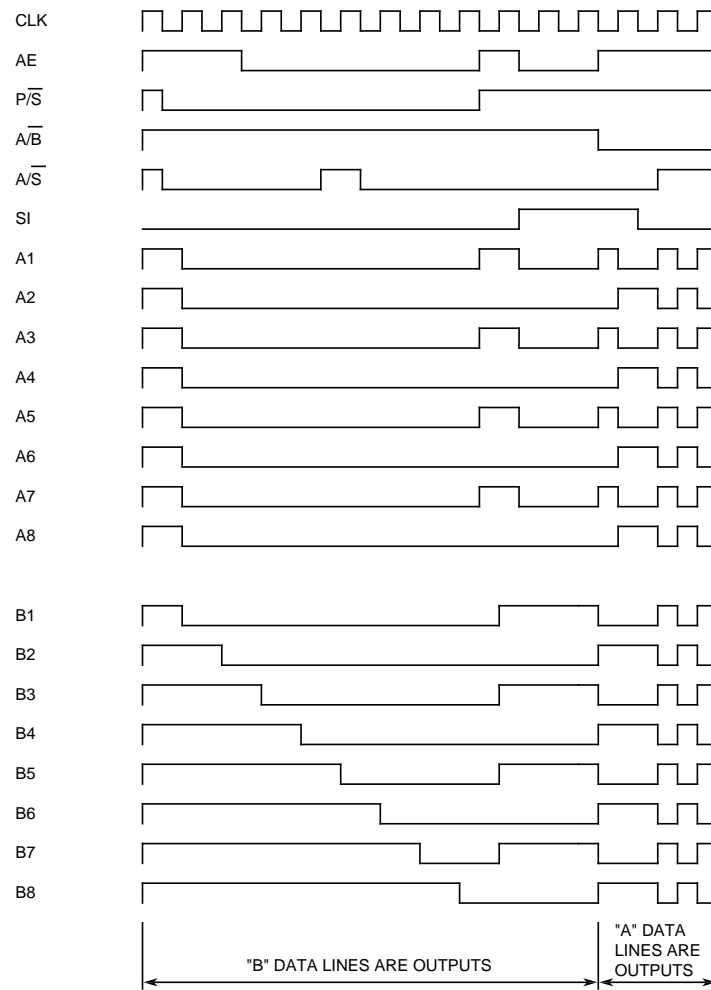 CLK
AE
P/S̅
A/B̅
A/S̅
SI
A1
A2
A3
A4
A5
A6
A7
A8
B1
B2
B3
B4
B5
B6
B7
B8
"B" DATA LINES ARE OUTPUTS
"A" DATA
LINES ARE
OUTPUTS